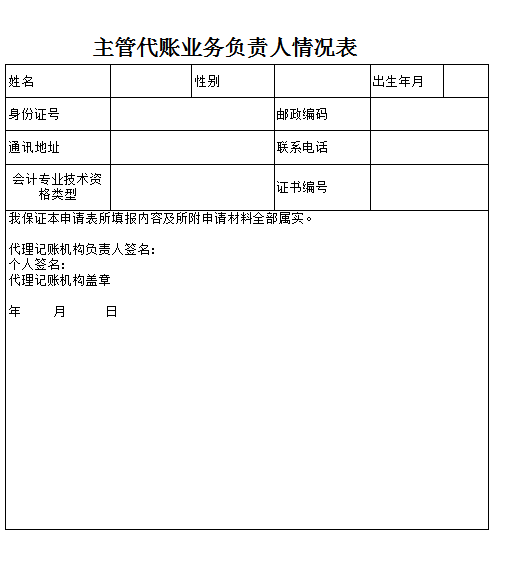 主管代账业务负责人情况表
姓名 性别 出生年月
身份证号 邮政编码
通讯地址 联系电话
会计专业技术资
格类型 证书编号
我保证本申请表所填报内容及所附申请材料全部属实。
代理记账机构负责人签名：
个人签名：
代理记账机构盖章
年 月 日